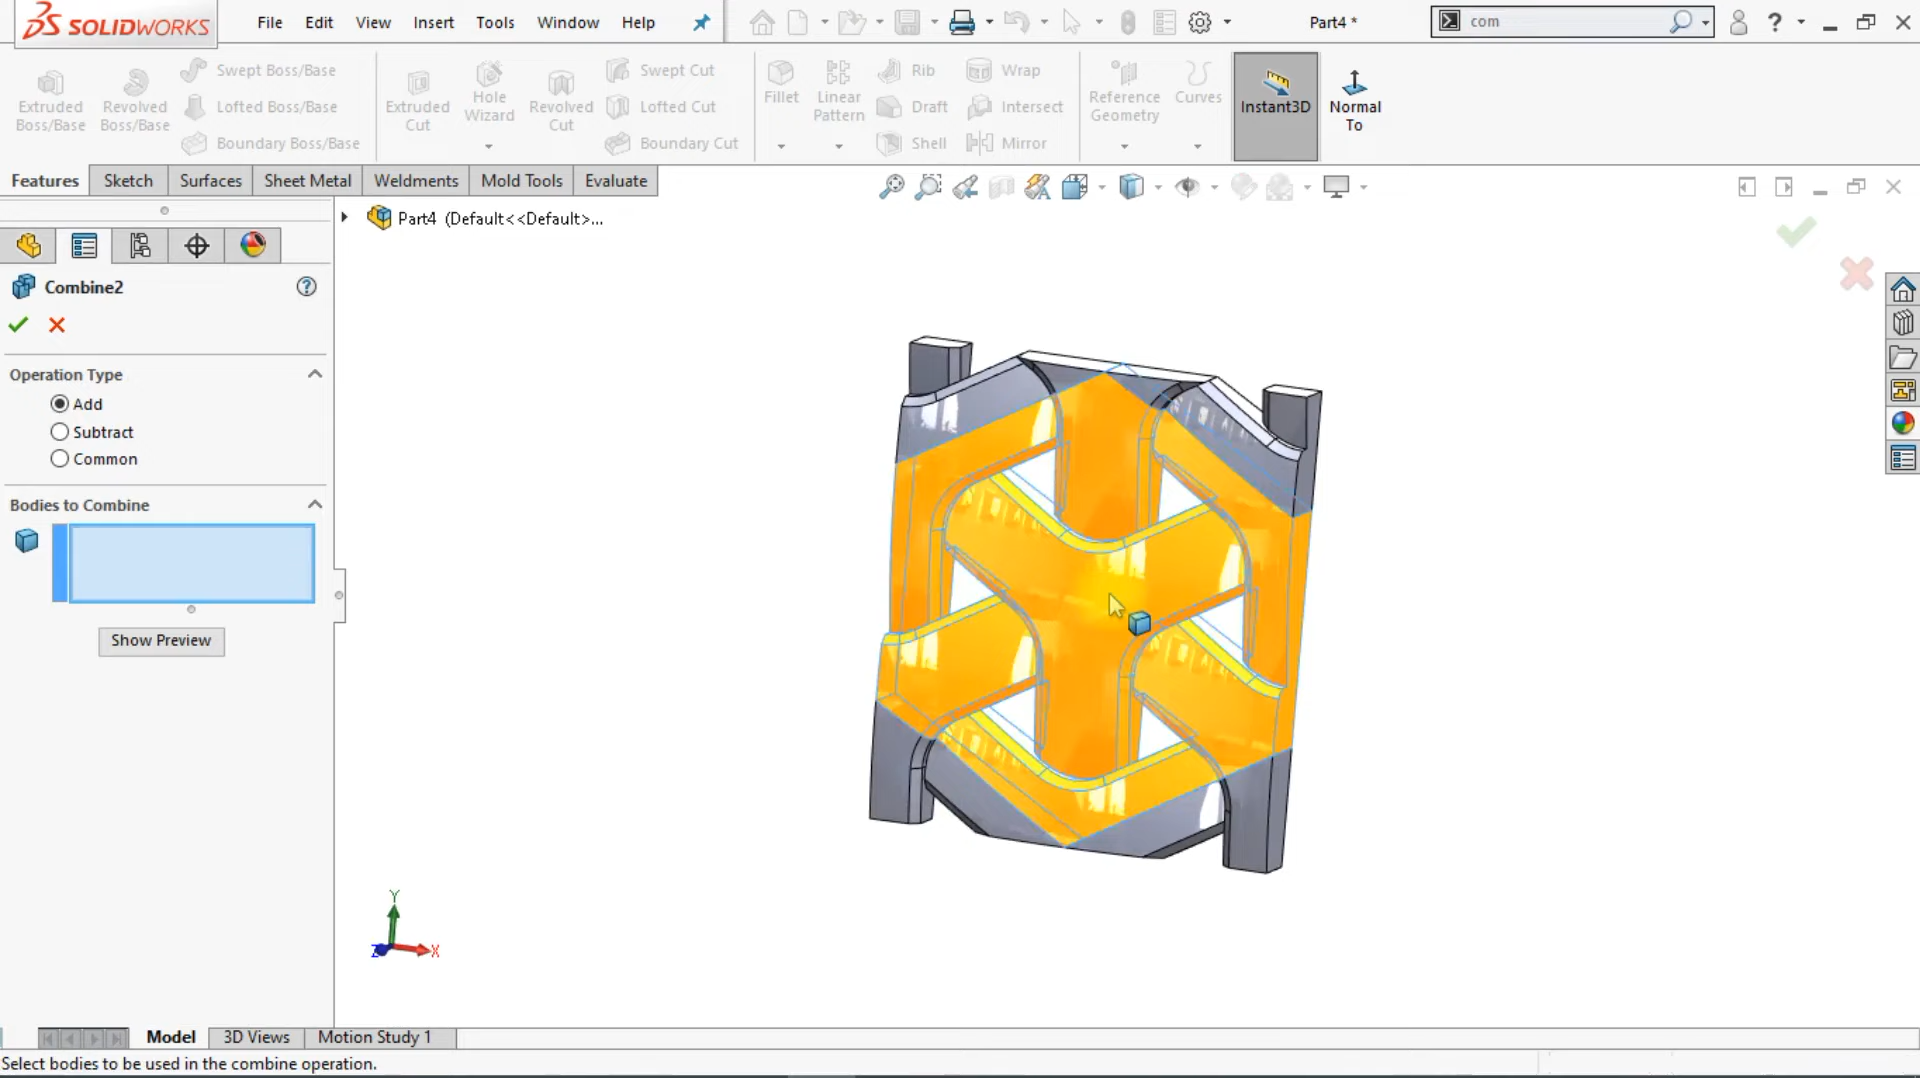 SOLIDWORKS File Edit View Insert Tools Window Help Part4 * com ?
Extruded Boss/Base
Revolved Boss/Base
Swept Boss/Base
Lofted Boss/Base
Boundary Boss/Base
Extruded Cut
Hole Wizard
Revolved Cut
Swept Cut
Lofted Cut
Boundary Cut
Fillet
Linear Pattern
Rib
Draft
Shell
Wrap
Intersect
Mirror
Reference Geometry
Curves
Instant3D
Normal To
Features Sketch Surfaces Sheet Metal Weldments Mold Tools Evaluate
Part4 (Default<<Default>...
Combine2
Operation Type
Add
Subtract
Common
Bodies to Combine
Show Preview
Y
Z X
Model 3D Views Motion Study 1
Select bodies to be used in the combine operation.